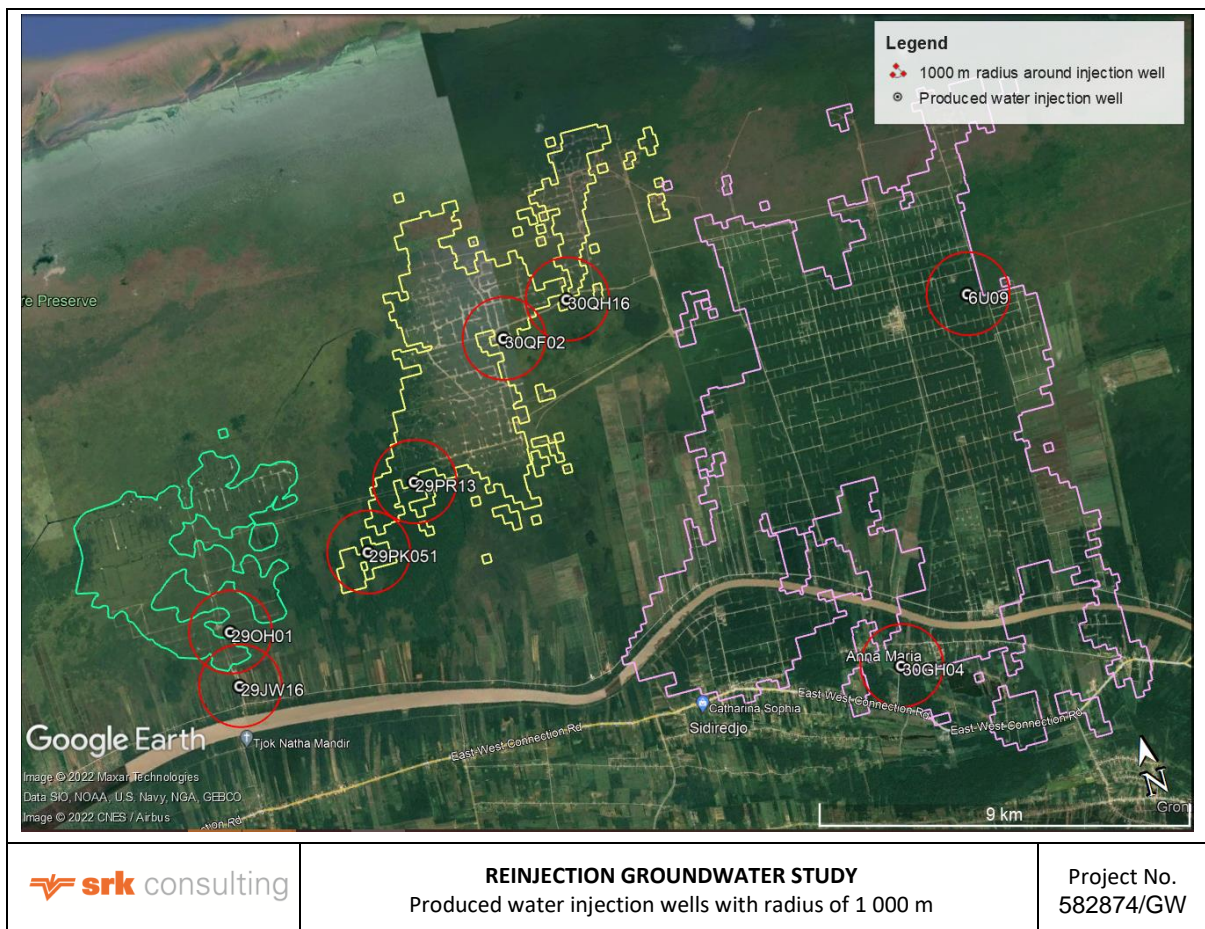 Legend
1000 m radius around injection well
Produced water injection well
re Preserve
30QH16
6U09
30QF02
29PR13
29PK051
29OH01
Anna Maria
30GH04
29JW16
East-West Connection Rd
Catharina Sophia
Sidiredjo
East-West Connection Rd
East-West Connection Rd
Google Earth
Tjok Natha Mandir
Image © 2022 Maxar Technologies
Data SIO, NOAA, U.S. Navy, NGA, GEBCO
Image © 2022 CNES / Airbus
ction Rd
N
Gron
9 km
srk consulting
REINJECTION GROUNDWATER STUDY
Produced water injection wells with radius of 1 000 m
Project No.
582874/GW